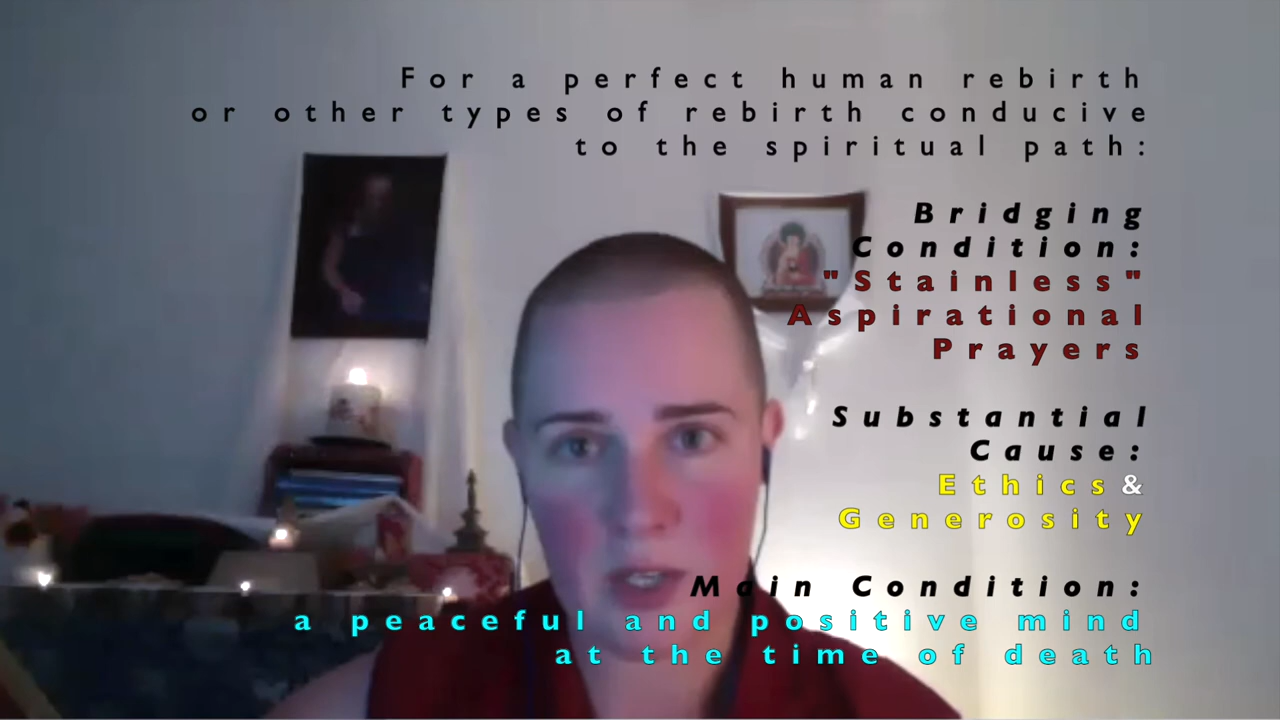 For a perfect human rebirth
or other types of rebirth conducive
to the spiritual path:
Bridging
Condition:
"Stainless"
Aspirational
Prayers
Substantial
Cause:
Ethics&
Generosity
Main Condition:
a peaceful and positive mind
at the time of death